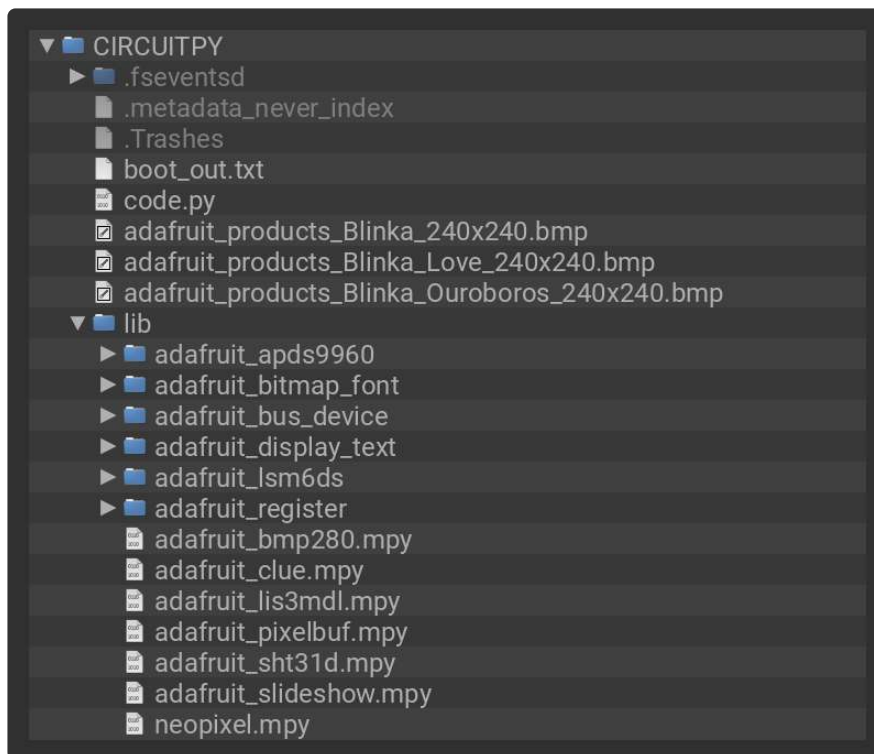 CIRCUITPY
.fseventsd
.metadata_never_index
.Trashes
boot_out.txt
code.py
adafruit_products_Blinka_240x240.bmp
adafruit_products_Blinka_Love_240x240.bmp
adafruit_products_Blinka_Ouroboros_240x240.bmp
lib
adafruit_apds9960
adafruit_bitmap_font
adafruit_bus_device
adafruit_display_text
adafruit_lsm6ds
adafruit_register
adafruit_bmp280.mpy
adafruit_clue.mpy
adafruit_lis3mdl.mpy
adafruit_pixelbuf.mpy
adafruit_sht31d.mpy
adafruit_slideshow.mpy
neopixel.mpy